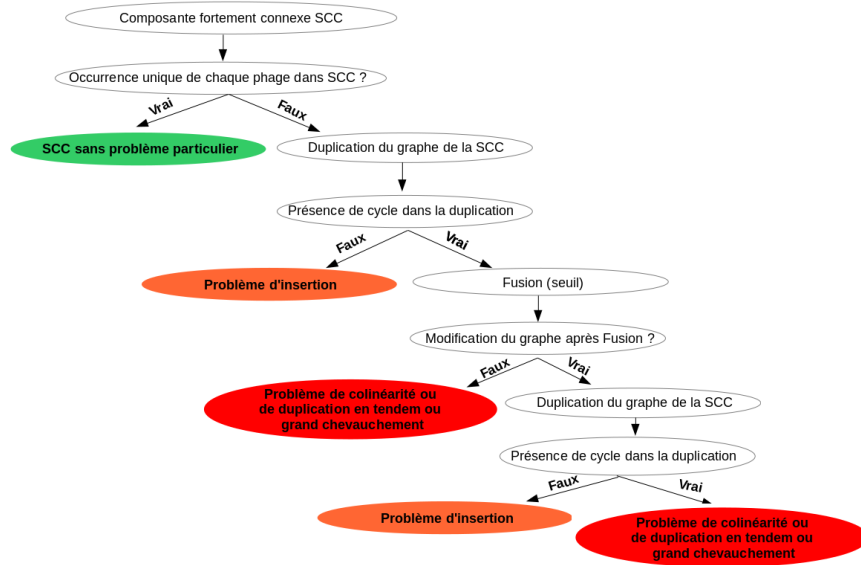 Composante fortement connexe SCC
Occurrence unique de chaque phage dans SCC ?
Vrai
Faux
SCC sans problème particulier
Duplication du graphe de la SCC
Présence de cycle dans la duplication
Faux
Vrai
Problème d'insertion
Fusion (seuil)
Modification du graphe après Fusion ?
Faux
Vrai
Problème de colinéarité ou
de duplication en tendem ou
grand chevauchement
Duplication du graphe de la SCC
Présence de cycle dans la duplication
Faux
Vrai
Problème d'insertion
Problème de colinéarité ou
de duplication en tendem ou
grand chevauchement